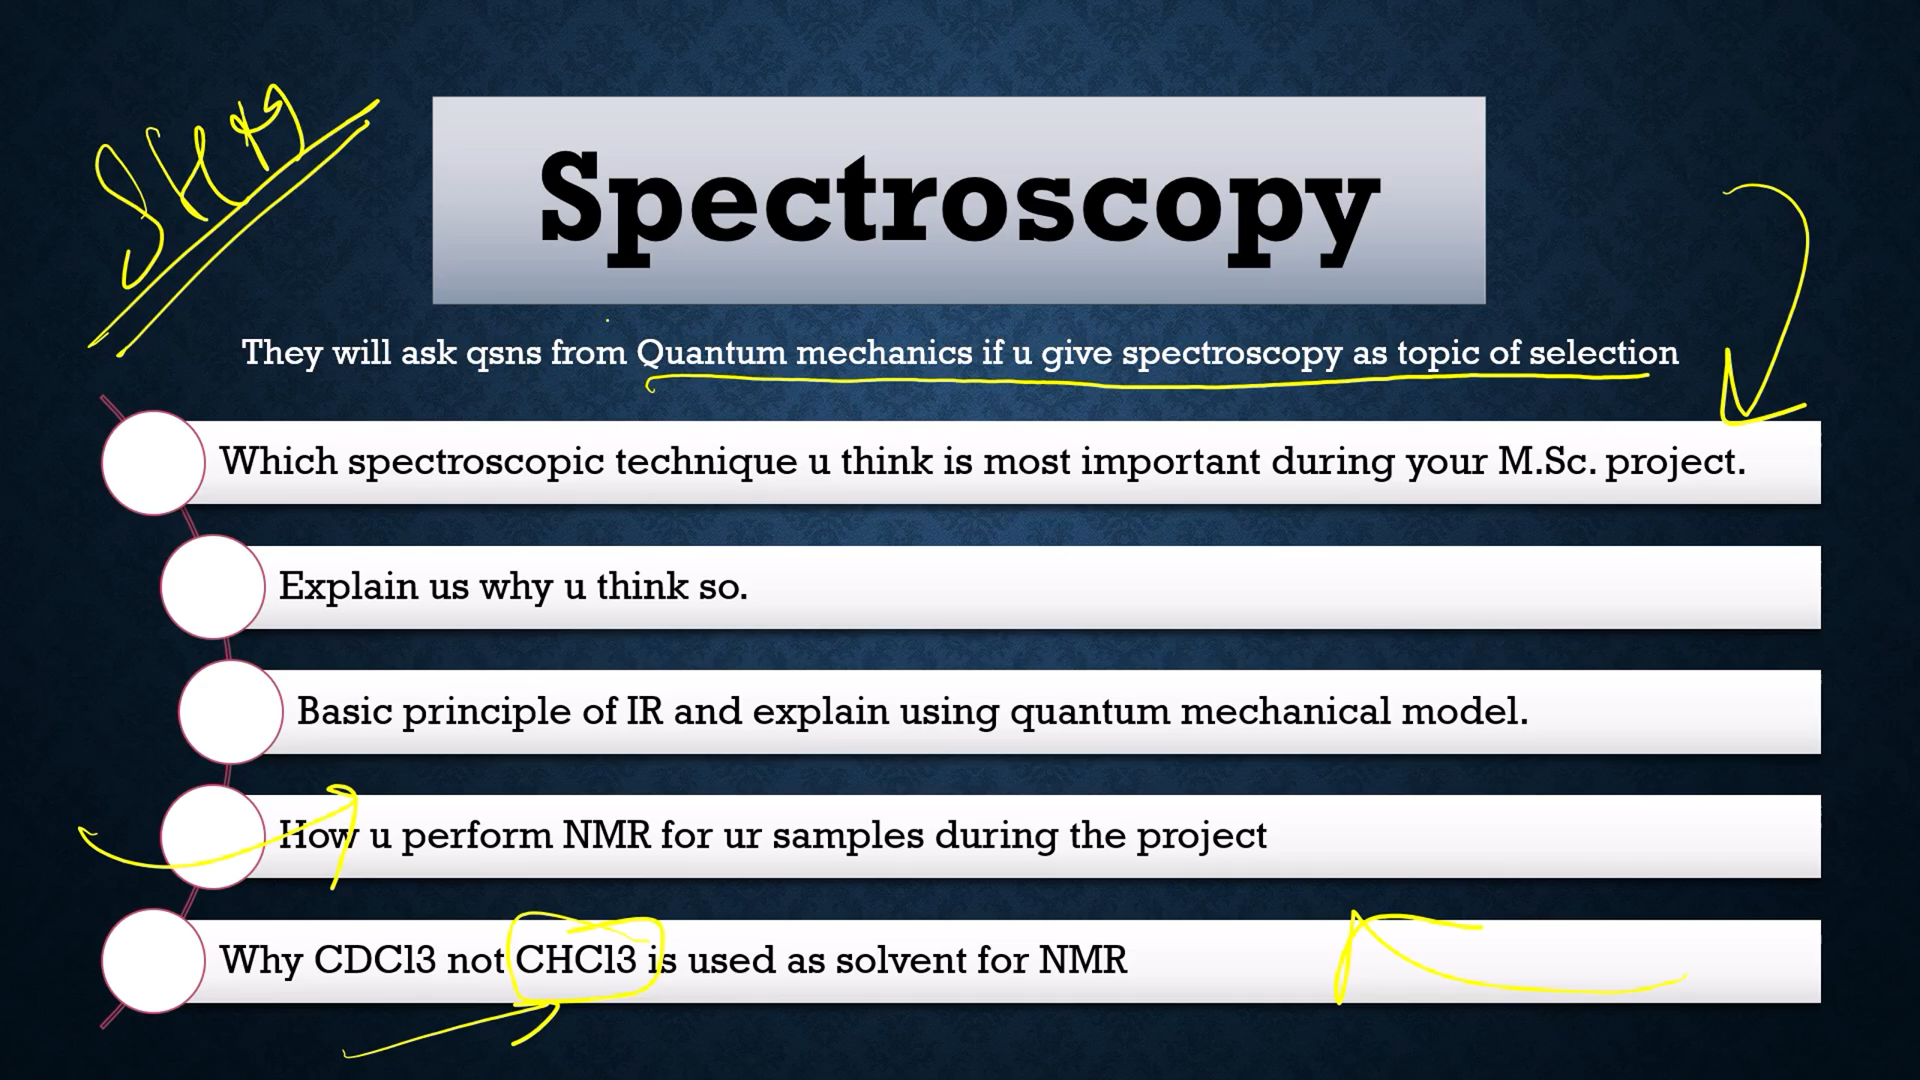 Spectroscopy
They will ask qsns from Quantum mechanics if u give spectroscopy as topic of selection
Which spectroscopic technique u think is most important during your M.Sc. project.
Explain us why u think so.
Basic principle of IR and explain using quantum mechanical model.
How u perform NMR for ur samples during the project
Why CDCl3 not CHCl3 is used as solvent for NMR